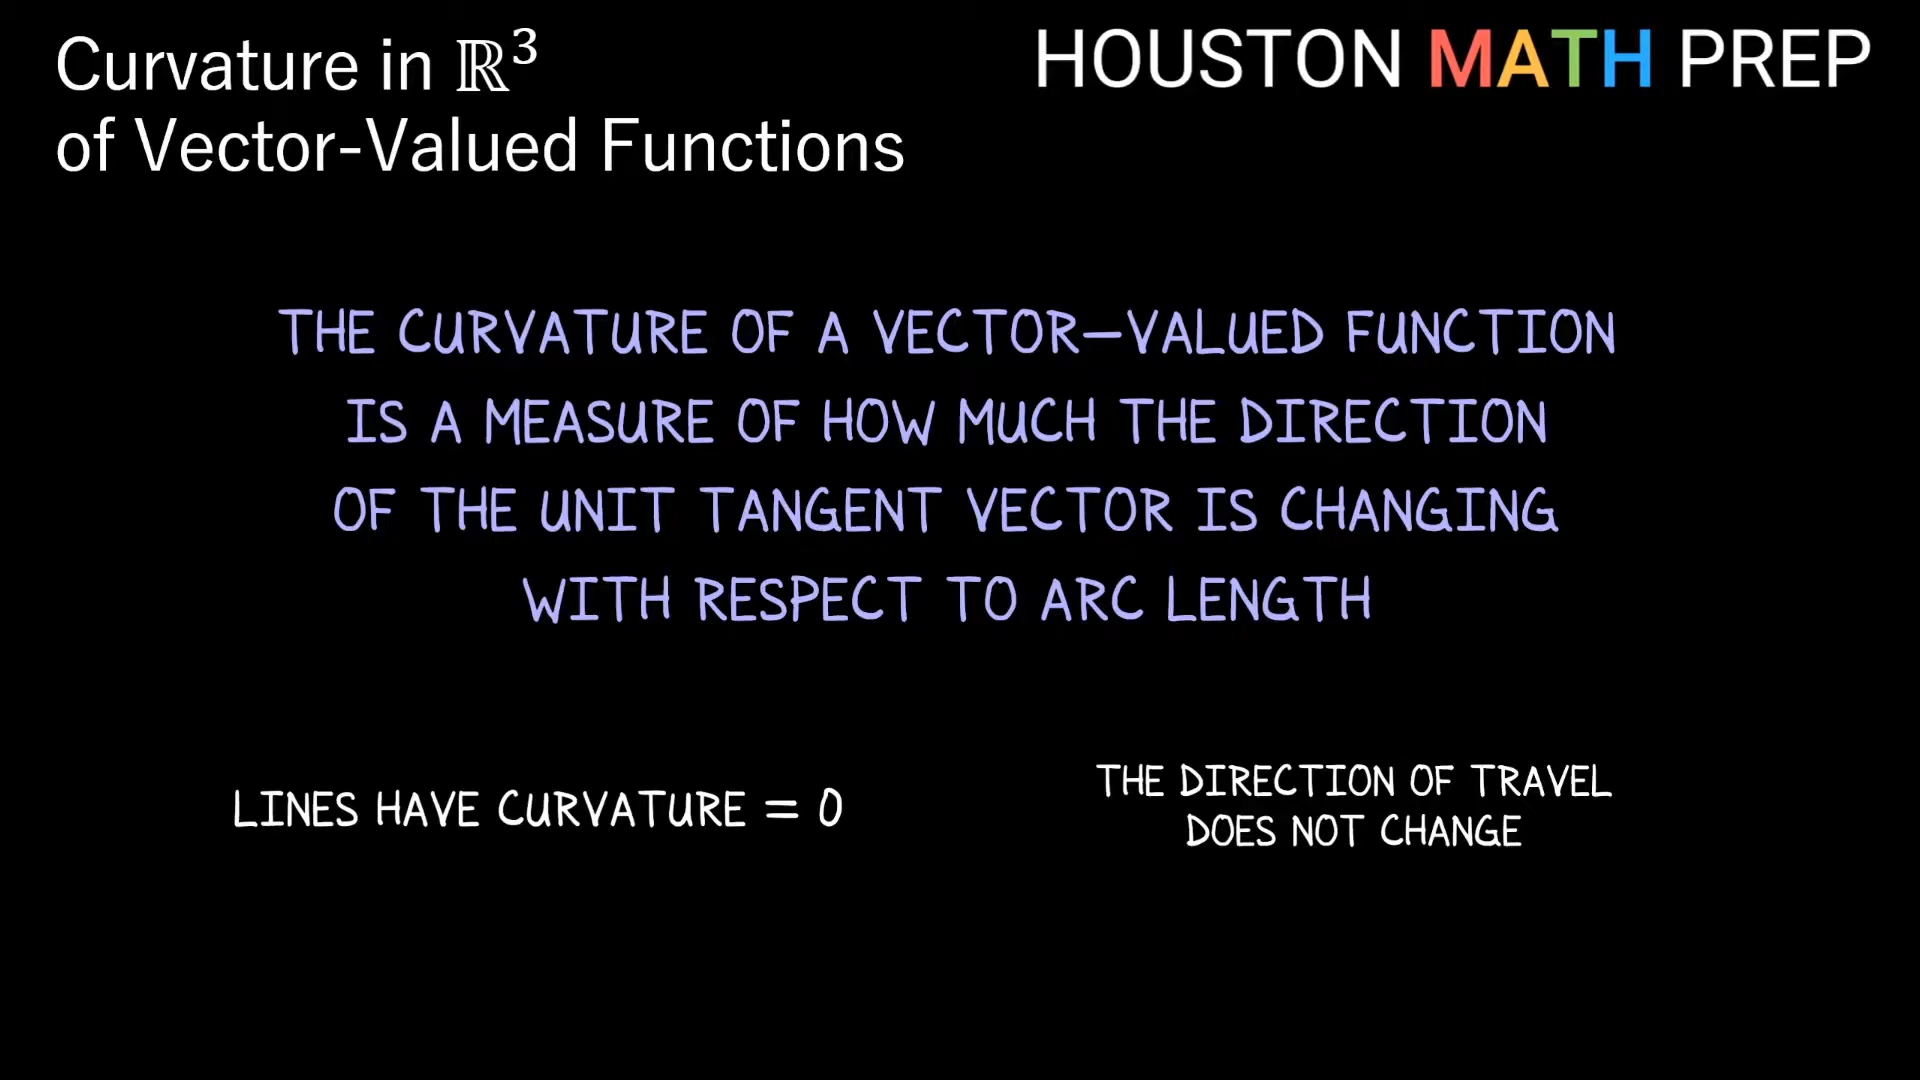 Curvature in ℝ³
of Vector-Valued Functions
HOUSTON MATH PREP
THE CURVATURE OF A VECTOR–VALUED FUNCTION
IS A MEASURE OF HOW MUCH THE DIRECTION
OF THE UNIT TANGENT VECTOR IS CHANGING
WITH RESPECT TO ARC LENGTH
LINES HAVE CURVATURE = 0
THE DIRECTION OF TRAVEL
DOES NOT CHANGE